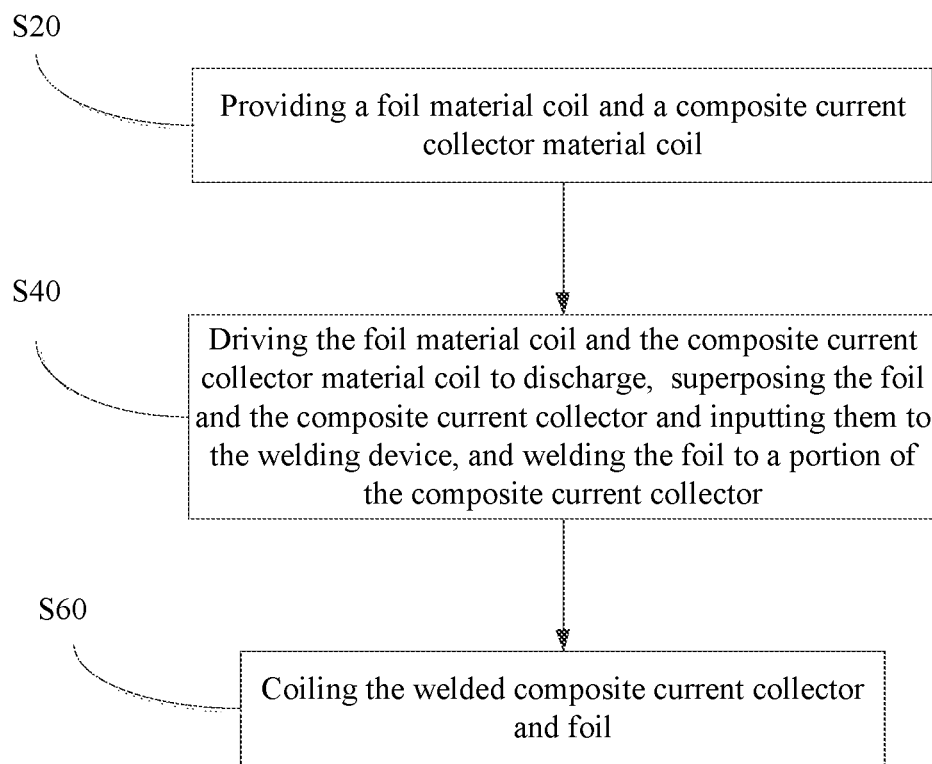 S20
Providing a foil material coil and a composite current
collector material coil
S40
Driving the foil material coil and the composite current
collector material coil to discharge, superposing the foil
and the composite current collector and inputting them to
the welding device, and welding the foil to a portion of
the composite current collector
S60
Coiling the welded composite current collector
and foil